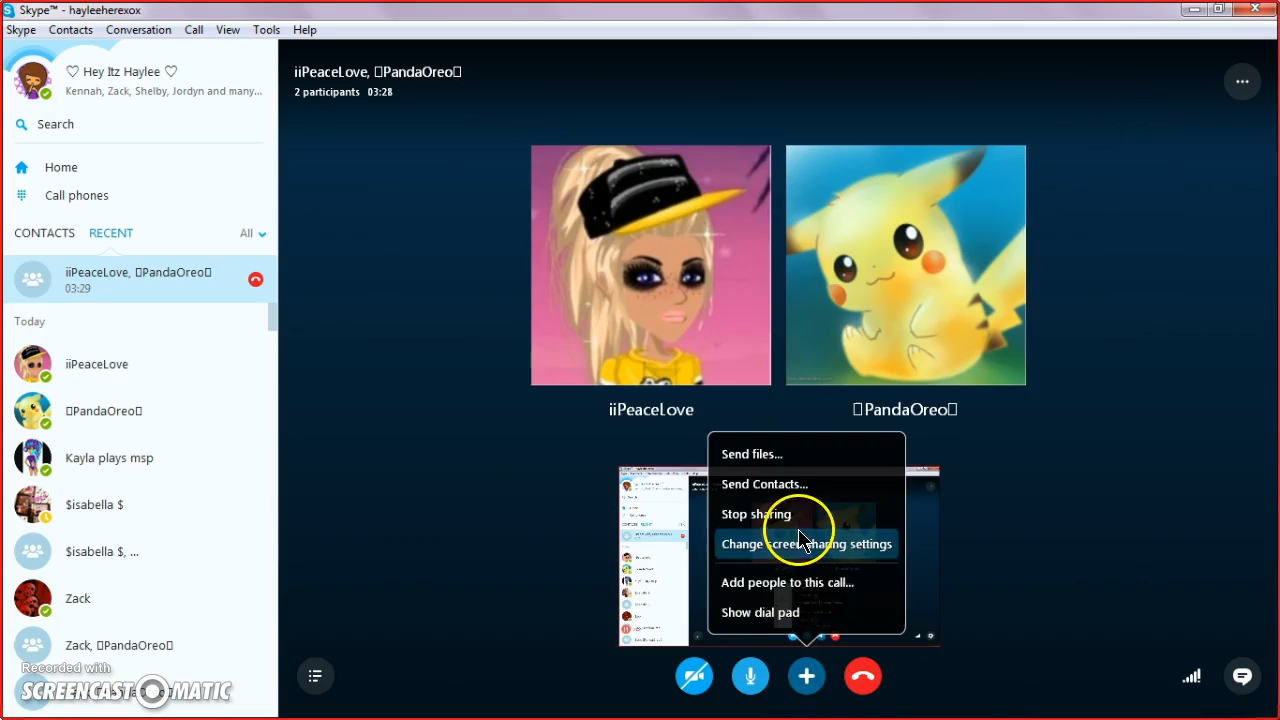 Skype™ - hayleeherexox
Skype Contacts Conversation Call View Tools Help
♡ Hey Itz Haylee ♡
Kennah, Zack, Shelby, Jordyn and many...
Search
Home
Call phones
CONTACTS RECENT All
iiPeaceLove, ▯PandaOreo▯
03:29
Today
iiPeaceLove
▯PandaOreo▯
Kayla plays msp
$isabella $
$isabella $, ...
Zack
Zack, ▯PandaOreo▯
Recorded with
SCREENCAST-O-MATIC
iiPeaceLove, ▯PandaOreo▯
2 participants 03:28
iiPeaceLove
▯PandaOreo▯
Send files...
Send Contacts...
Stop sharing
Change screen sharing settings
Add people to this call...
Show dial pad